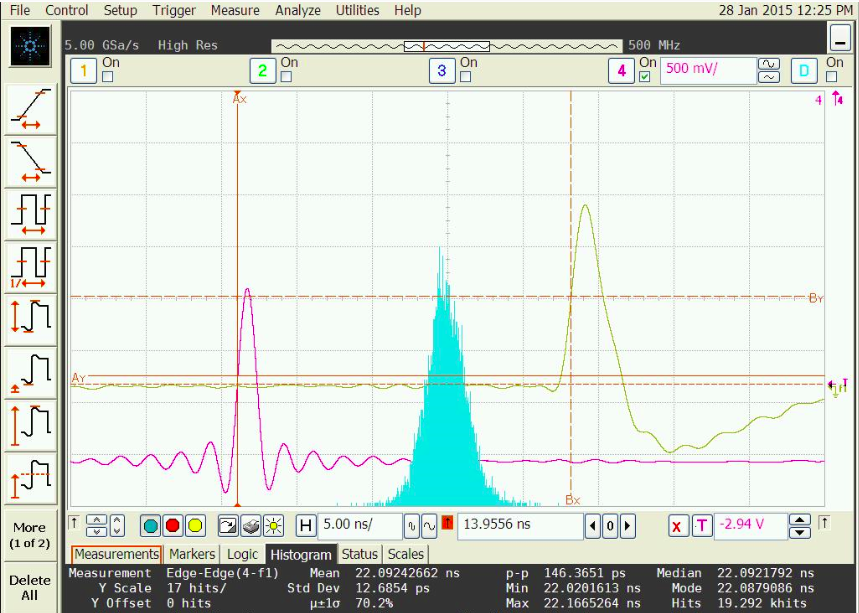 File Control Setup Trigger Measure Analyze Utilities Help 28 Jan 2015 12:25 PM
5.00 GSa/s High Res 500 MHz
1 On 2 On 3 On 4 On 500 mV/ D On
Ax 4 4
By
Ay
T
f1
Bx
1/
More
(1 of 2)
Delete
All
H 5.00 ns/ 0 13.9556 ns 0 X T -2.94 V
Measurements Markers Logic Histogram Status Scales
Measurement Edge-Edge(4-f1) Mean 22.09242662 ns p-p 146.3651 ps Median 22.0921792 ns
Y Scale 17 hits/ Std Dev 12.6854 ps Min 22.0201613 ns Mode 22.0879086 ns
Y Offset 0 hits μ±1σ 70.2% Max 22.1665264 ns Hits 19.292 khits